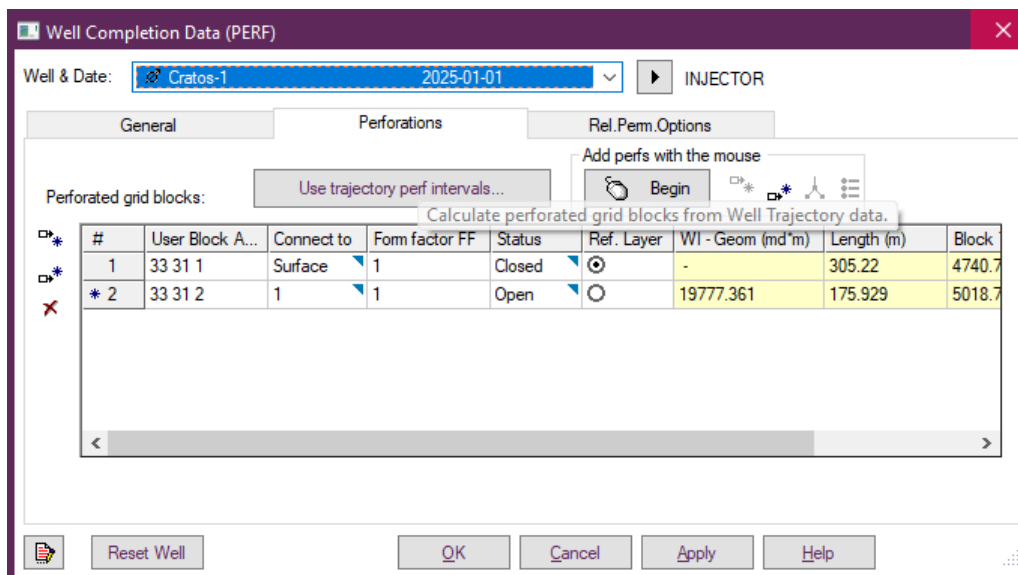 Well Completion Data (PERF)
Well & Date: Cratos-1 2025-01-01 INJECTOR
General Perforations Rel.Perm.Options
Add perfs with the mouse
Perforated grid blocks: Use trajectory perf intervals... Begin
Calculate perforated grid blocks from Well Trajectory data.
# User Block A... Connect to Form factor FF Status Ref. Layer WI - Geom (md*m) Length (m) Block
1 33 31 1 Surface 1 Closed - 305.22 4740.7
* 2 33 31 2 1 1 Open 19777.361 175.929 5018.7
Reset Well OK Cancel Apply Help